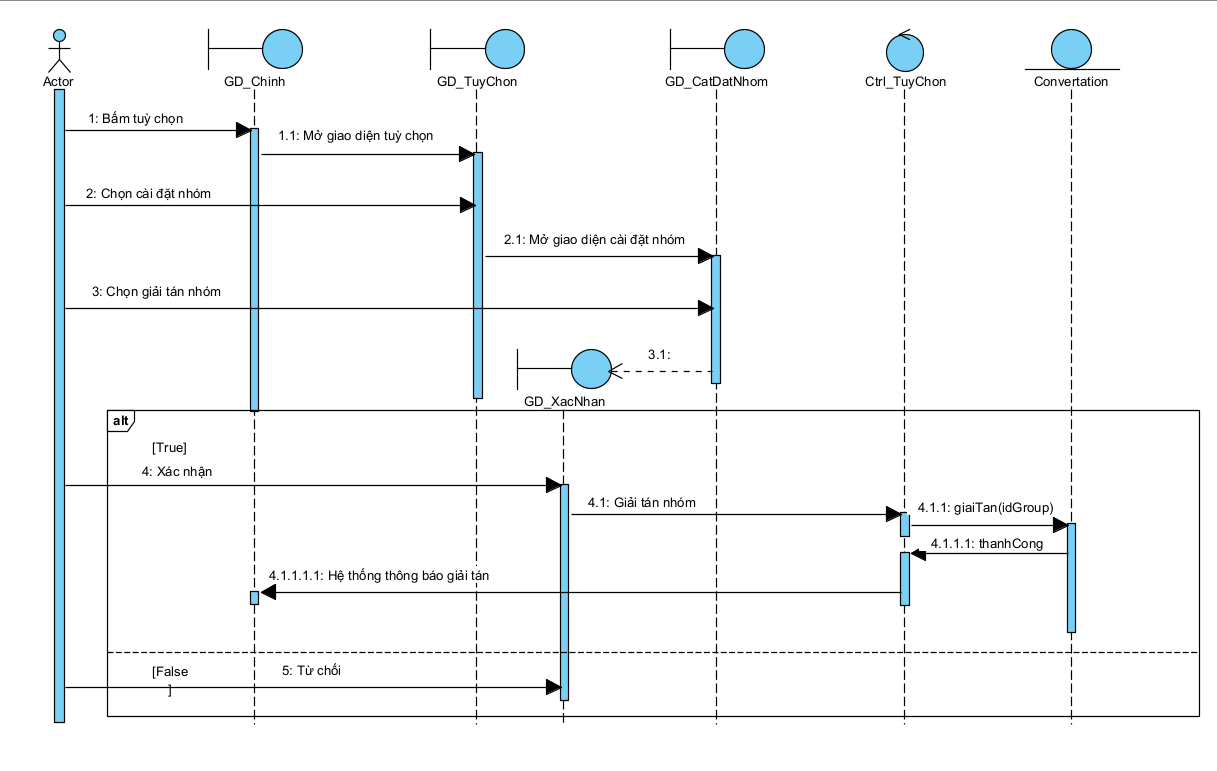 Actor
GD_Chinh
GD_TuyChon
GD_CatDatNhom
Ctrl_TuyChon
Convertation
1: Bấm tuỳ chọn
1.1: Mở giao diện tuỳ chọn
2: Chọn cài đặt nhóm
2.1: Mở giao diện cài đặt nhóm
3: Chọn giải tán nhóm
3.1:
GD_XacNhan
alt
[True]
4: Xác nhận
4.1: Giải tán nhóm
4.1.1: giaiTan(idGroup)
4.1.1.1: thanhCong
4.1.1.1.1: Hệ thống thông báo giải tán
[False
]
5: Từ chối